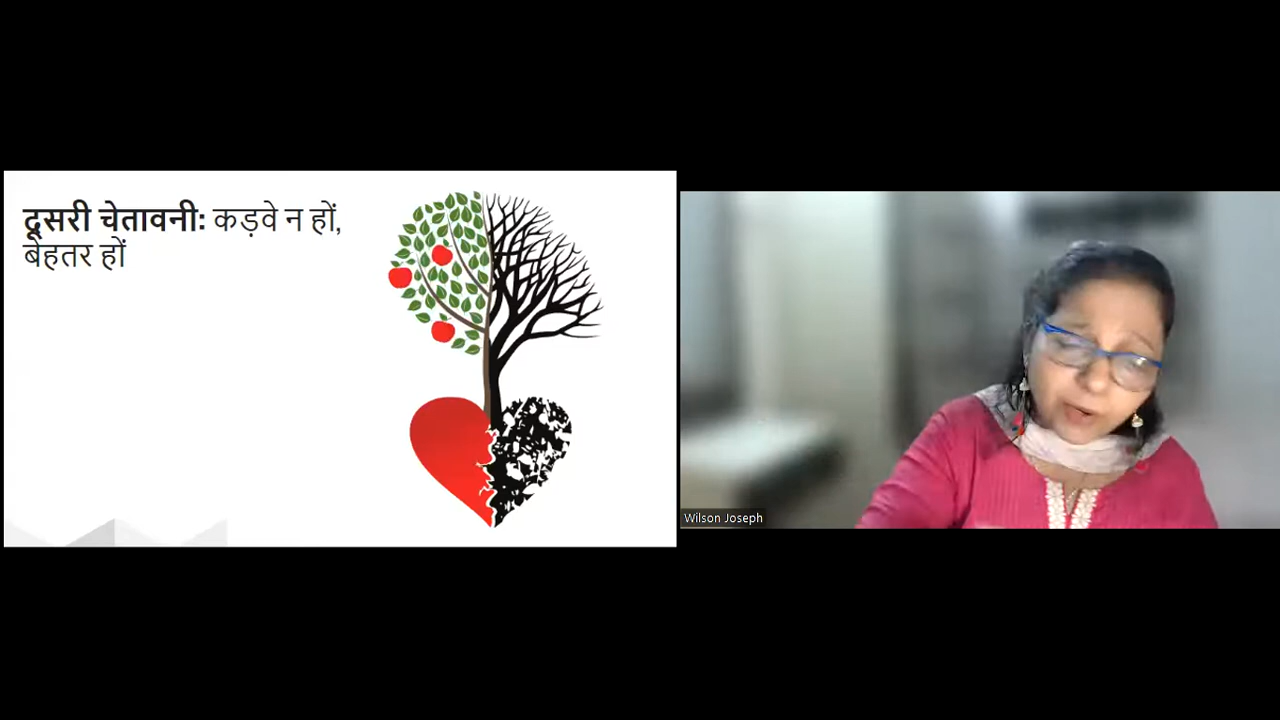 दूसरी चेतावनी: कड़वे न हों,
बेहतर हों
Wilson Joseph